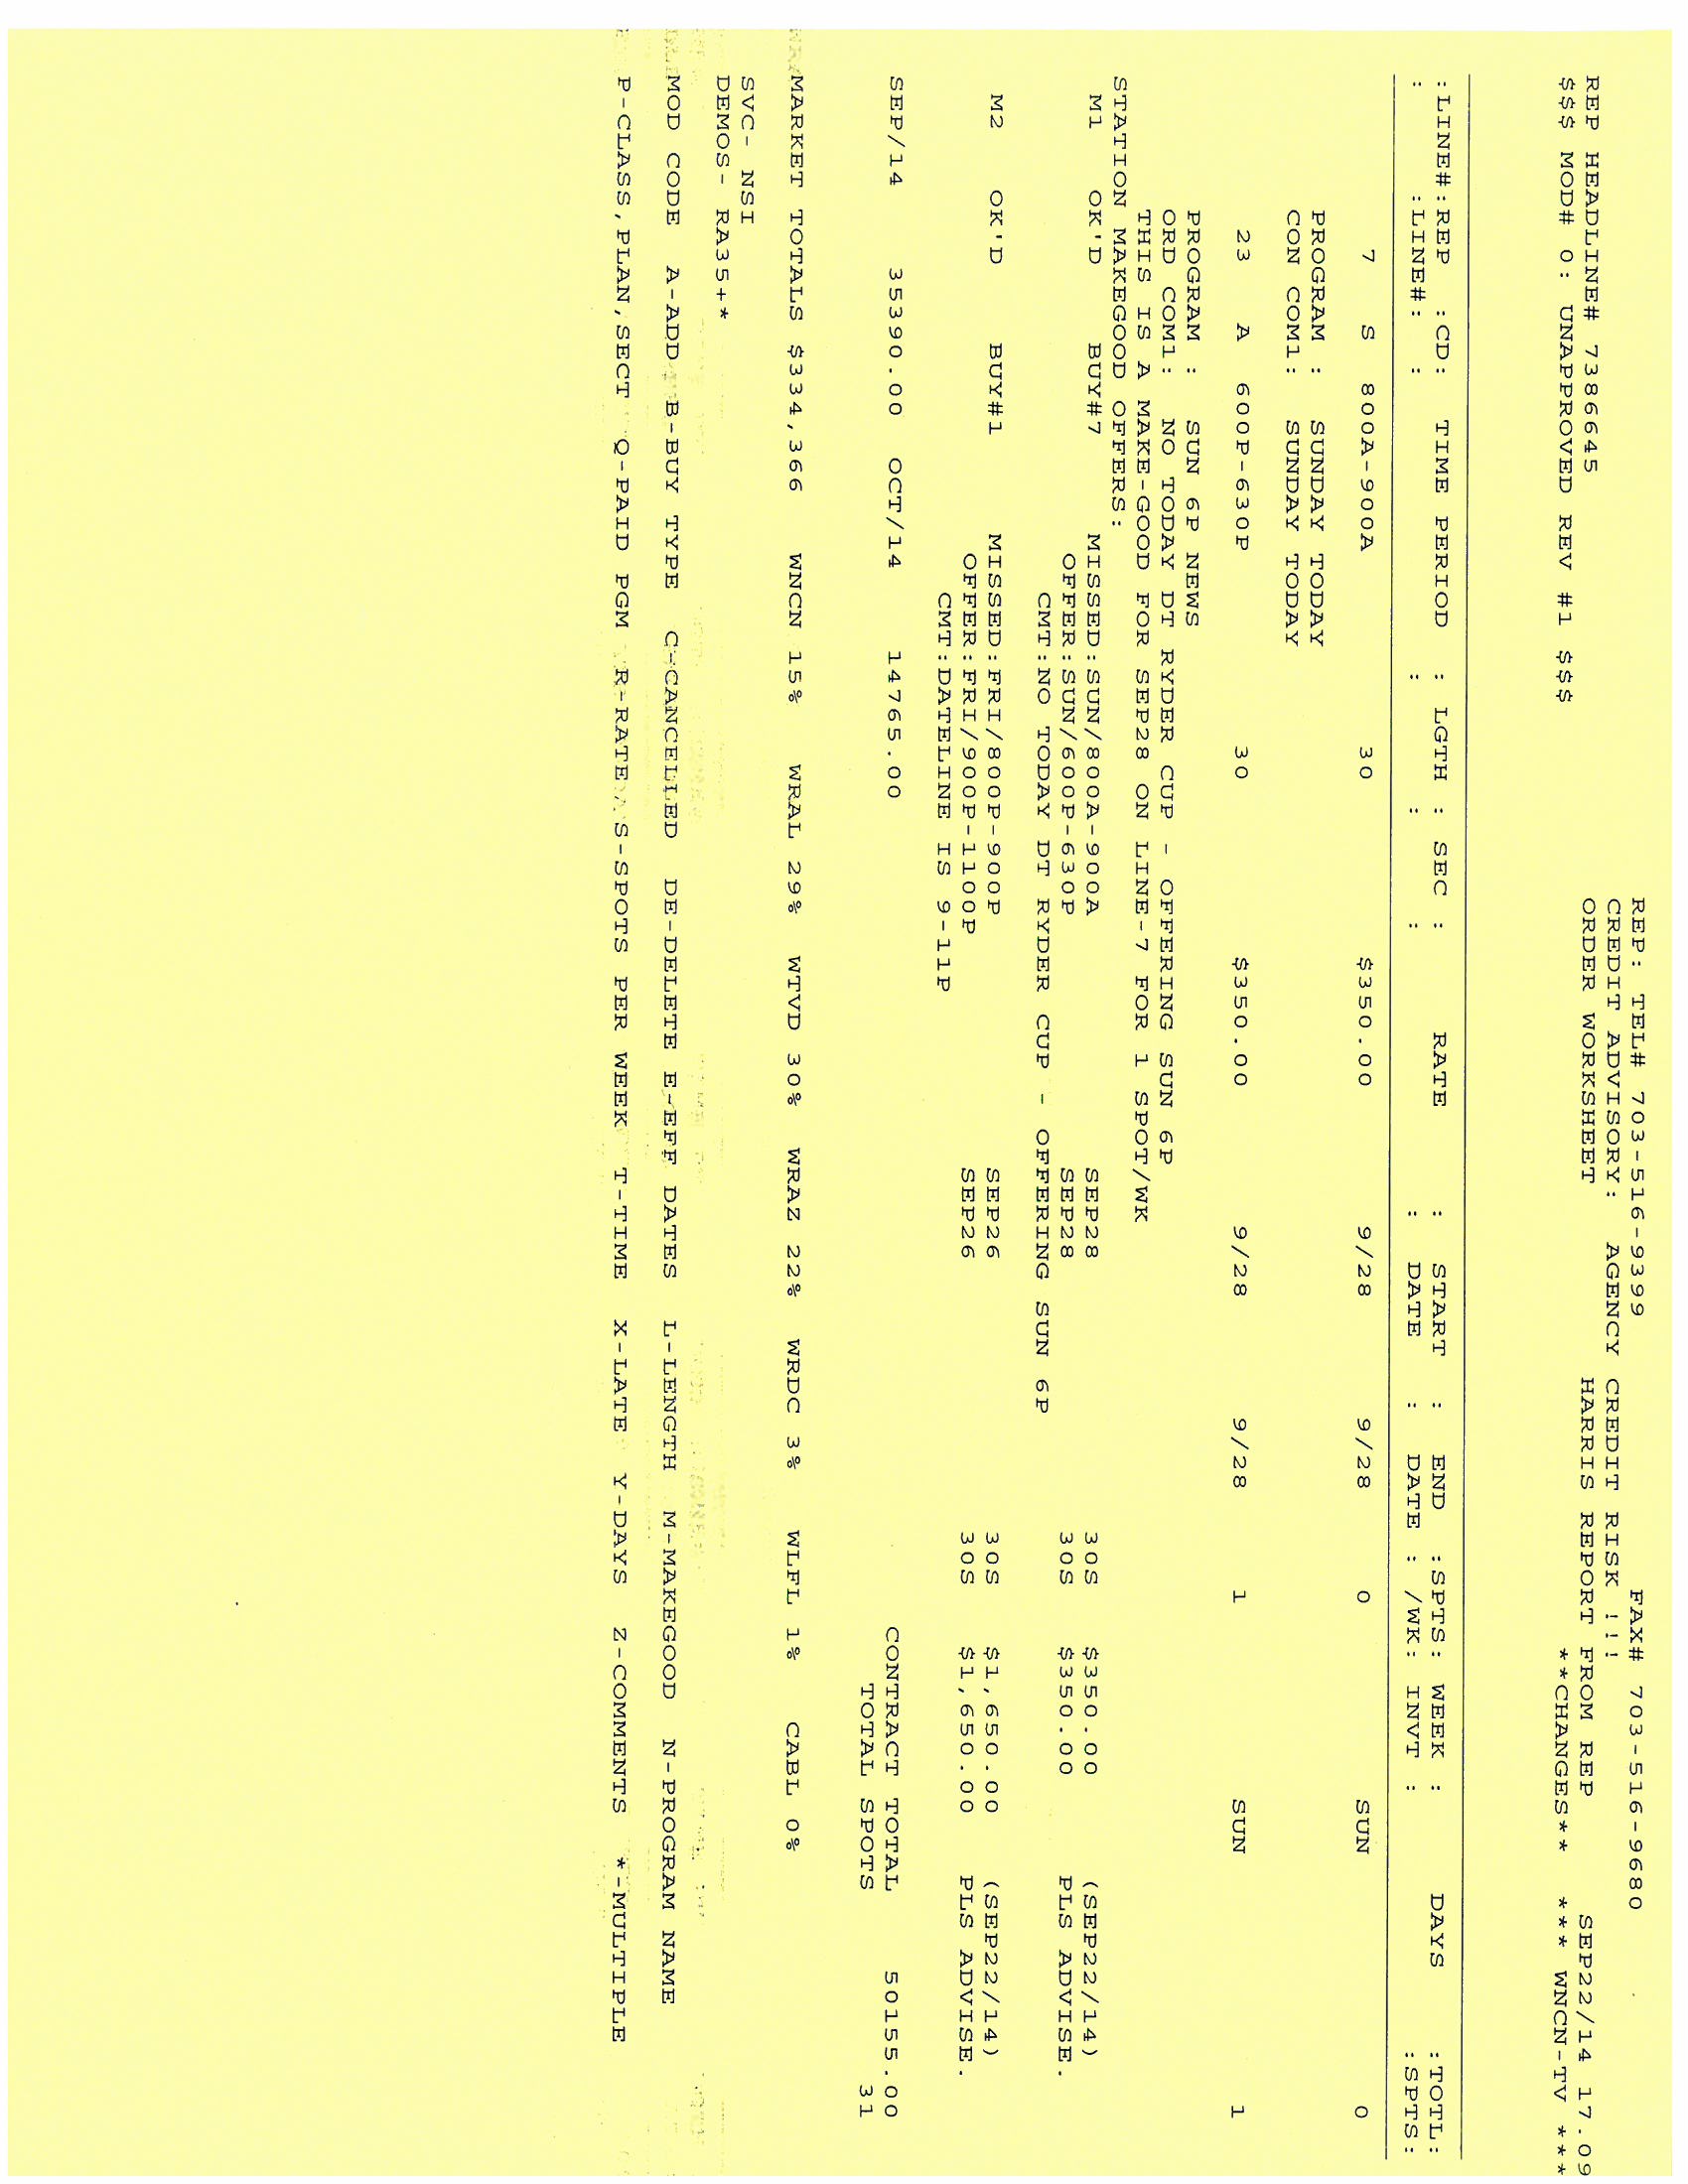 REP: TEL# 703-516-9399 FAX# 703-516-9680
CREDIT ADVISORY: AGENCY CREDIT RISK !!!
ORDER WORKSHEET HARRIS REPORT FROM REP SEP22/14 17.09
REP HEADLINE# 7386645 **CHANGES** *** WNCN-TV ***
$$$ MOD# 0: UNAPPROVED REV #1 $$$
:LINE#:REP :CD: TIME PERIOD : LGTH : SEC : RATE : START : END :SPTS: WEEK : DAYS :TOTL:
: :LINE#: : : : : : DATE : DATE : /WK: INVT : :SPTS:
7 S 800A-900A 30 $350.00 9/28 9/28 0 SUN 0
PROGRAM : SUNDAY TODAY
CON COM1: SUNDAY TODAY
23 A 600P-630P 30 $350.00 9/28 9/28 1 SUN 1
PROGRAM : SUN 6P NEWS
ORD COM1: NO TODAY DT RYDER CUP - OFFERING SUN 6P
THIS IS A MAKE-GOOD FOR SEP28 ON LINE-7 FOR 1 SPOT/WK
STATION MAKEGOOD OFFERS:
M1 OK'D BUY#7 MISSED:SUN/800A-900A SEP28 30S $350.00 (SEP22/14)
OFFER:SUN/600P-630P SEP28 30S $350.00 PLS ADVISE.
CMT:NO TODAY DT RYDER CUP - OFFERING SUN 6P
M2 OK'D BUY#1 MISSED:FRI/800P-900P SEP26 30S $1,650.00 (SEP22/14)
OFFER:FRI/900P-1100P SEP26 30S $1,650.00 PLS ADVISE.
CMT:DATELINE IS 9-11P
SEP/14 35390.00 OCT/14 14765.00 CONTRACT TOTAL 50155.00
TOTAL SPOTS 31
MARKET TOTALS $334,366 WNCN 15% WRAL 29% WTVD 30% WRAZ 22% WRDC 3% WLFL 1% CABL 0%
SVC- NSI
DEMOS- RA35+*
MOD CODE A-ADD B-BUY TYPE C-CANCELLED DE-DELETE E-EFF DATES L-LENGTH M-MAKEGOOD N-PROGRAM NAME
P-CLASS,PLAN,SECT Q-PAID PGM R-RATE S-SPOTS PER WEEK T-TIME X-LATE Y-DAYS Z-COMMENTS *-MULTIPLE